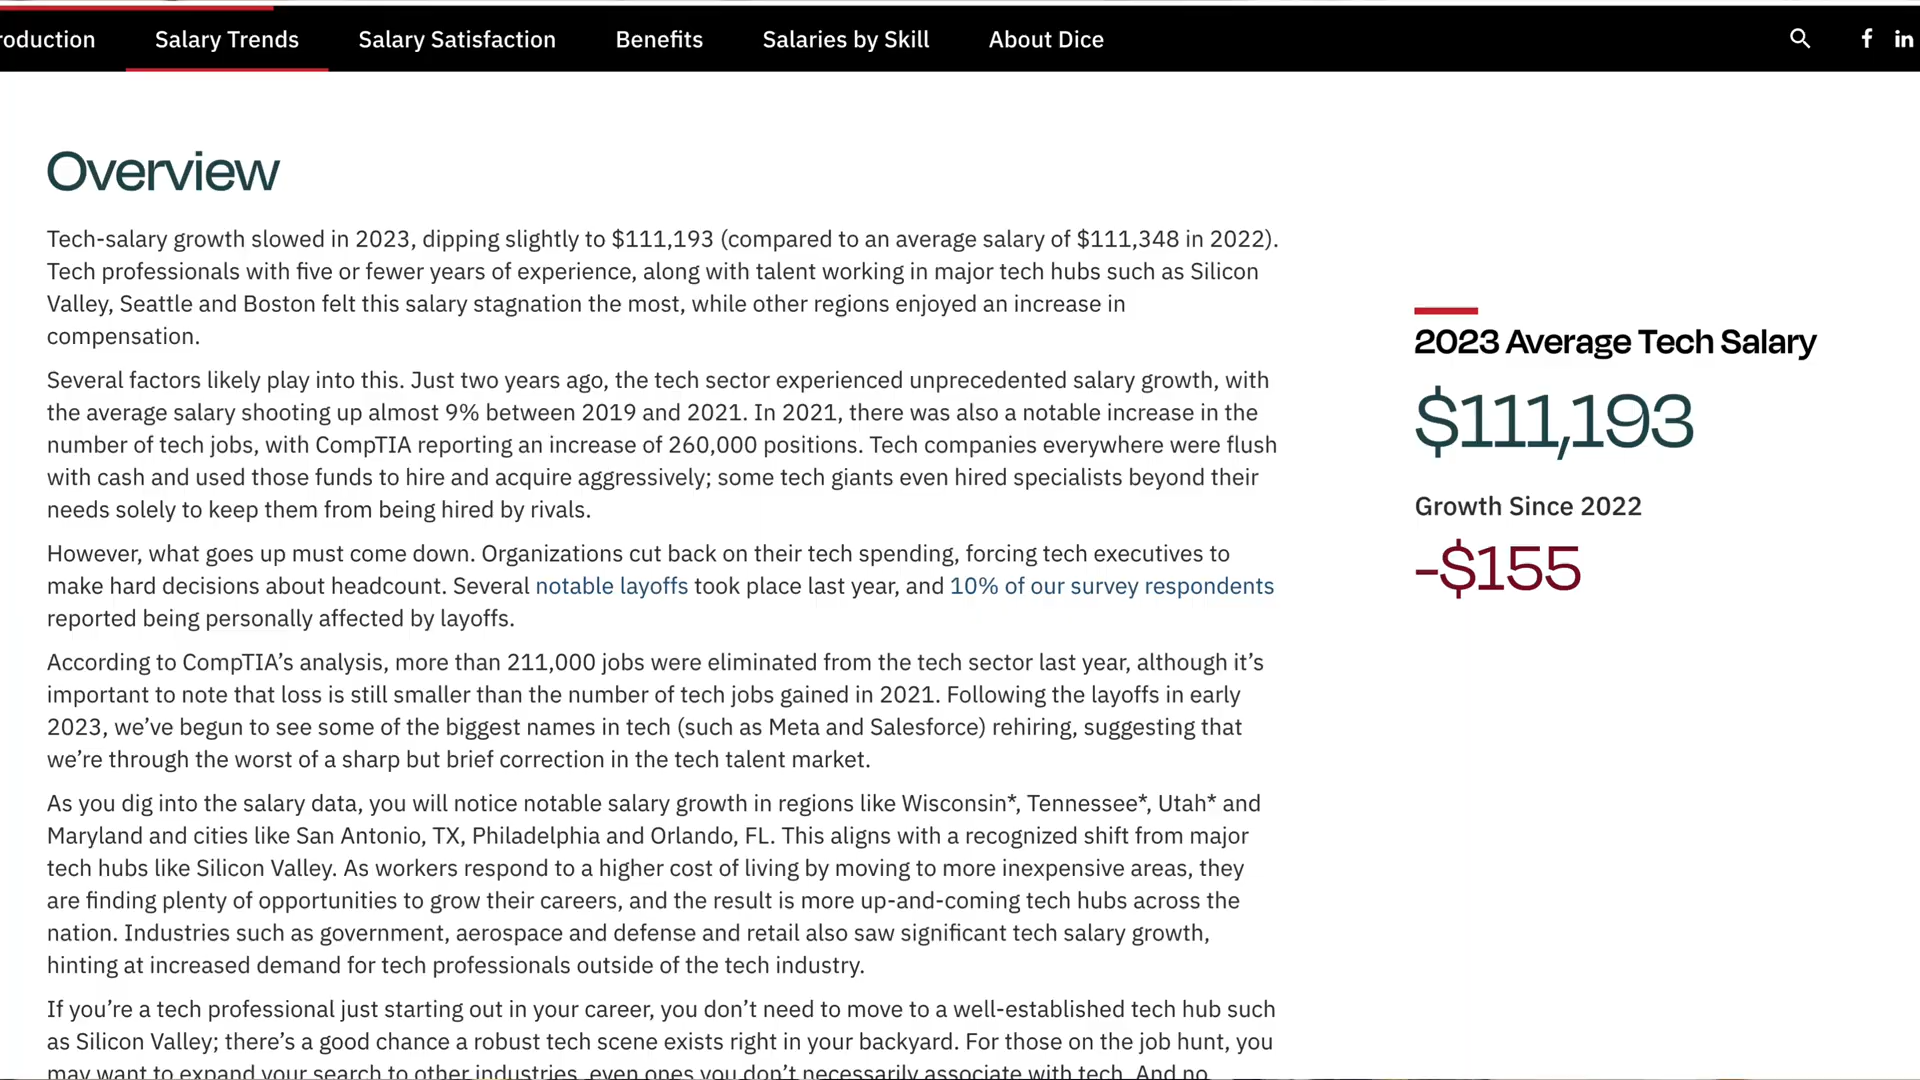 roduction Salary Trends Salary Satisfaction Benefits Salaries by Skill About Dice f in
Overview
Tech-salary growth slowed in 2023, dipping slightly to $111,193 (compared to an average salary of $111,348 in 2022).
Tech professionals with five or fewer years of experience, along with talent working in major tech hubs such as Silicon
Valley, Seattle and Boston felt this salary stagnation the most, while other regions enjoyed an increase in
compensation.
Several factors likely play into this. Just two years ago, the tech sector experienced unprecedented salary growth, with
the average salary shooting up almost 9% between 2019 and 2021. In 2021, there was also a notable increase in the
number of tech jobs, with CompTIA reporting an increase of 260,000 positions. Tech companies everywhere were flush
with cash and used those funds to hire and acquire aggressively; some tech giants even hired specialists beyond their
needs solely to keep them from being hired by rivals.
However, what goes up must come down. Organizations cut back on their tech spending, forcing tech executives to
make hard decisions about headcount. Several notable layoffs took place last year, and 10% of our survey respondents
reported being personally affected by layoffs.
According to CompTIA’s analysis, more than 211,000 jobs were eliminated from the tech sector last year, although it’s
important to note that loss is still smaller than the number of tech jobs gained in 2021. Following the layoffs in early
2023, we’ve begun to see some of the biggest names in tech (such as Meta and Salesforce) rehiring, suggesting that
we’re through the worst of a sharp but brief correction in the tech talent market.
As you dig into the salary data, you will notice notable salary growth in regions like Wisconsin*, Tennessee*, Utah* and
Maryland and cities like San Antonio, TX, Philadelphia and Orlando, FL. This aligns with a recognized shift from major
tech hubs like Silicon Valley. As workers respond to a higher cost of living by moving to more inexpensive areas, they
are finding plenty of opportunities to grow their careers, and the result is more up-and-coming tech hubs across the
nation. Industries such as government, aerospace and defense and retail also saw significant tech salary growth,
hinting at increased demand for tech professionals outside of the tech industry.
If you’re a tech professional just starting out in your career, you don’t need to move to a well-established tech hub such
as Silicon Valley; there’s a good chance a robust tech scene exists right in your backyard. For those on the job hunt, you
may want to expand your search to other industries, even ones you don’t necessarily associate with tech. And no
2023 Average Tech Salary
$111,193
Growth Since 2022
-$155